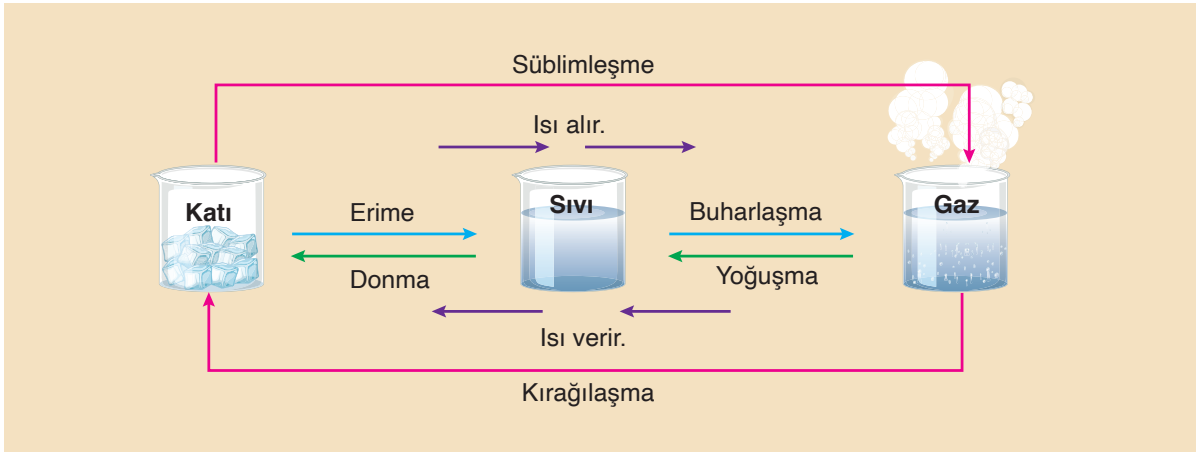 Süblimleşme
Isı alır.
Katı
Sıvı
Gaz
Erime
Buharlaşma
Donma
Yoğuşma
Isı verir.
Kırağılaşma